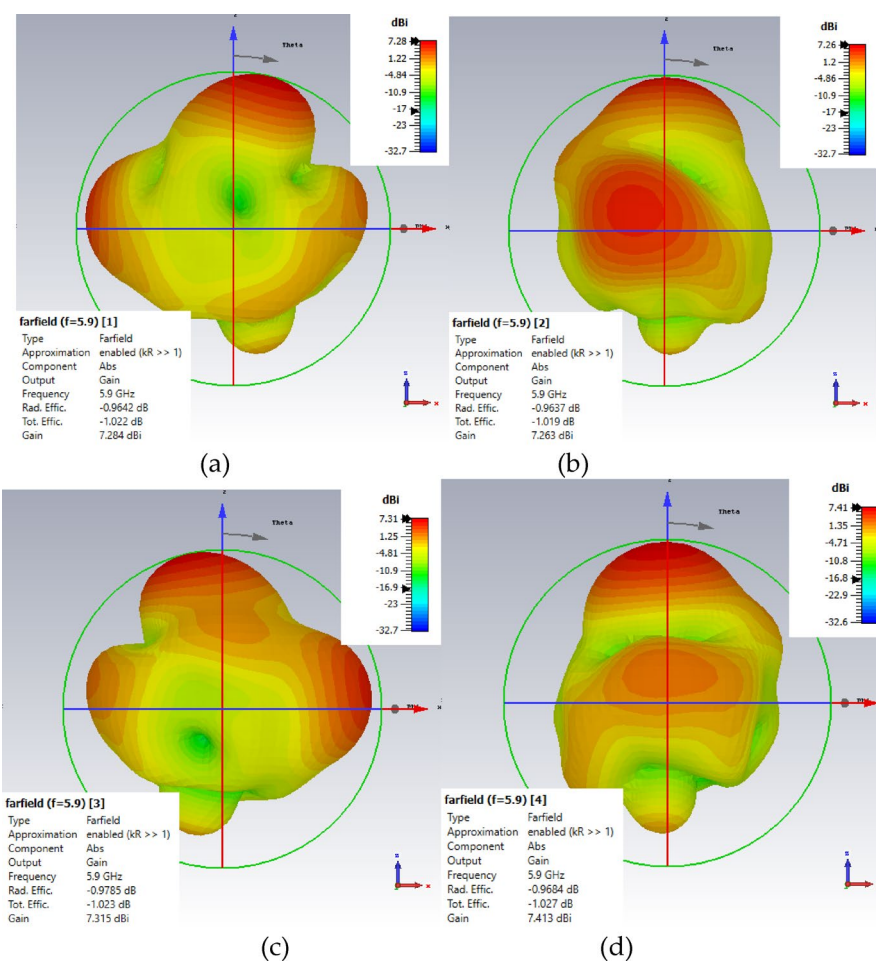 z
Theta
dBi
7.28
1.22
-4.84
-10.9
-17
-23
-32.7
x
farfield (f=5.9) [1]
Type Farfield
Approximation enabled (kR >> 1)
Component Abs
Output Gain
Frequency 5.9 GHz
Rad. Effic. -0.9642 dB
Tot. Effic. -1.022 dB
Gain 7.284 dBi
z
x
(a)
z
Theta
dBi
7.26
1.2
-4.86
-10.9
-17
-23
-32.7
farfield (f=5.9) [2]
Type Farfield
Approximation enabled (kR >> 1)
Component Abs
Output Gain
Frequency 5.9 GHz
Rad. Effic. -0.9637 dB
Tot. Effic. -1.019 dB
Gain 7.263 dBi
z
x
(b)
z
Theta
dBi
7.31
1.25
-4.81
-10.9
-16.9
-23
-32.7
x
farfield (f=5.9) [3]
Type Farfield
Approximation enabled (kR >> 1)
Component Abs
Output Gain
Frequency 5.9 GHz
Rad. Effic. -0.9785 dB
Tot. Effic. -1.023 dB
Gain 7.315 dBi
z
x
(c)
z
Theta
dBi
7.41
1.35
-4.71
-10.8
-16.8
-22.9
-32.6
farfield (f=5.9) [4]
Type Farfield
Approximation enabled (kR >> 1)
Component Abs
Output Gain
Frequency 5.9 GHz
Rad. Effic. -0.9684 dB
Tot. Effic. -1.027 dB
Gain 7.413 dBi
z
x
(d)